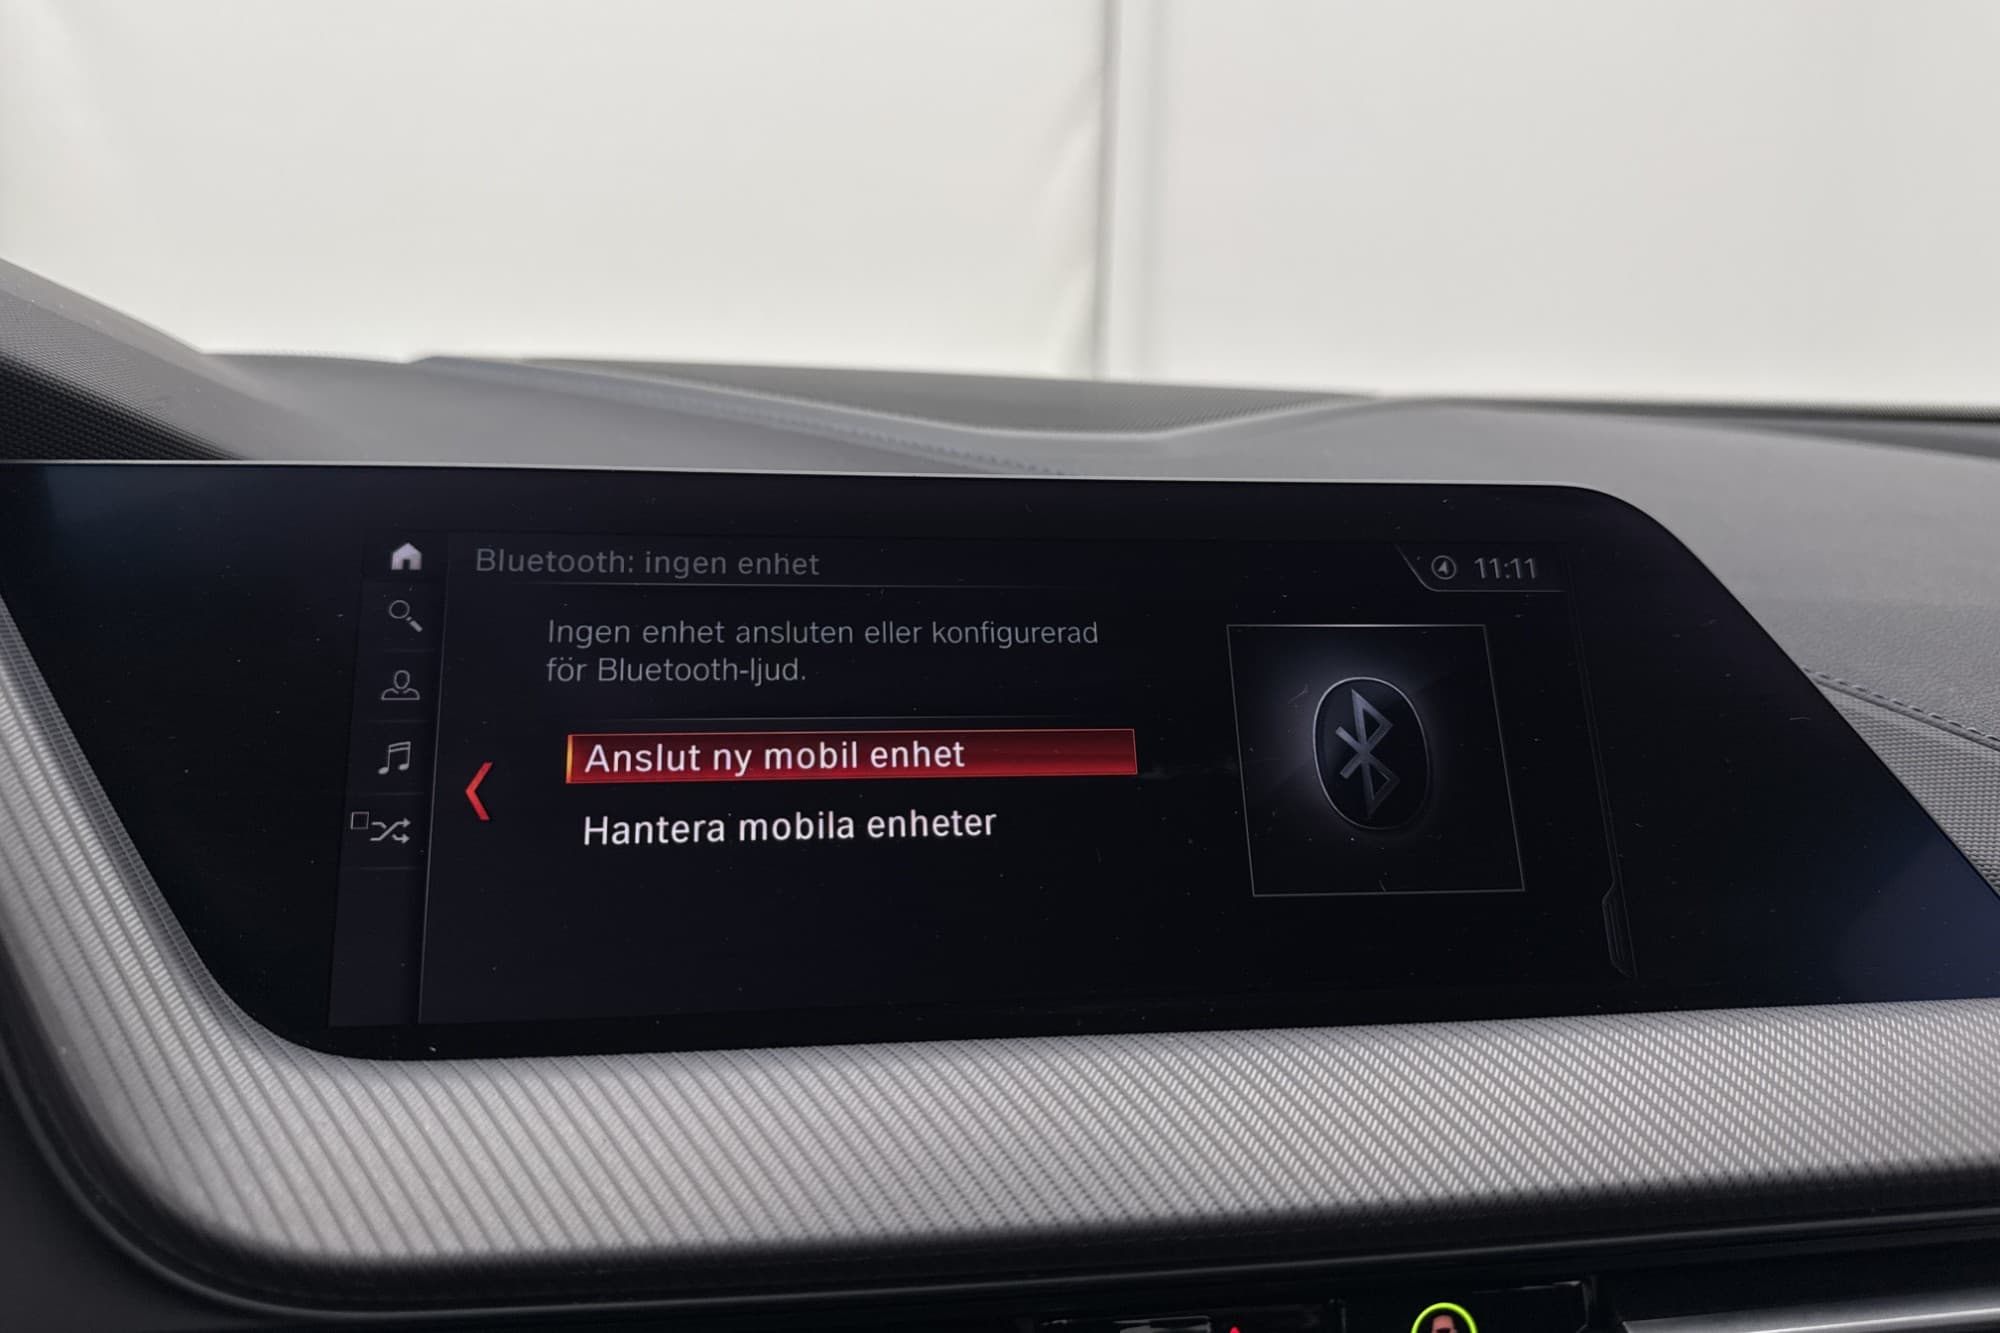 Bluetooth: ingen enhet
11:11
Ingen enhet ansluten eller konfigurerad
för Bluetooth-ljud.
Anslut ny mobil enhet
Hantera mobila enheter